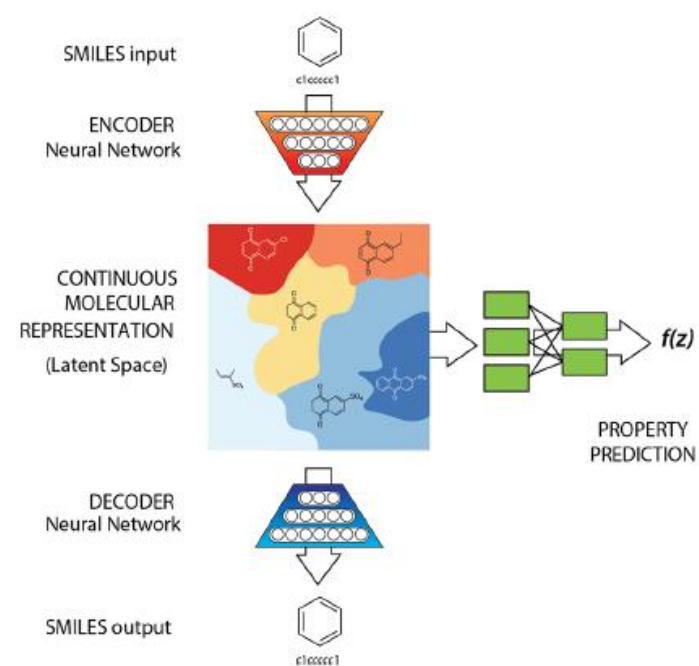 SMILES input
c1ccccc1
ENCODER
Neural Network
CONTINUOUS
MOLECULAR
REPRESENTATION
(Latent Space)
f(z)
PROPERTY
PREDICTION
DECODER
Neural Network
SMILES output
c1ccccc1